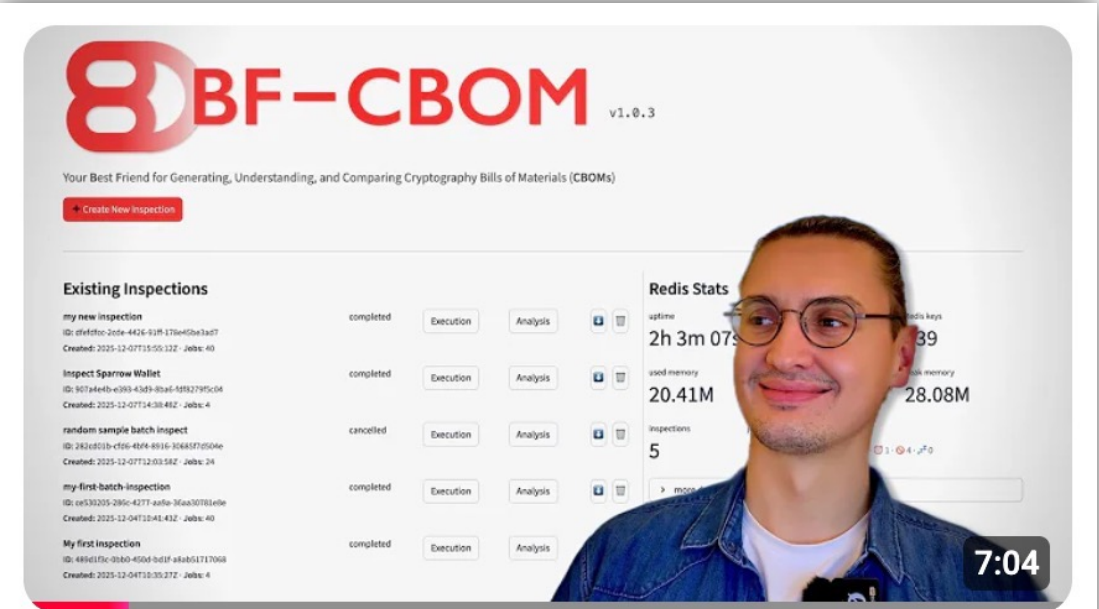 BF-CBOM v1.0.3
Your Best Friend for Generating, Understanding, and Comparing Cryptography Bills of Materials (CBOMs)
+ Create New Inspection
Existing Inspections
my new inspection
completed
Execution
Analysis
Created: 2025-12-07T15:55:12Z · Jobs: 40
Inspect Sparrow Wallet
completed
Execution
Analysis
Created: 2025-12-07T14:38:48Z · Jobs: 4
random sample batch inspect
cancelled
Execution
Analysis
Created: 2025-12-07T12:03:58Z · Jobs: 24
my-first-batch-inspection
completed
Execution
Analysis
Created: 2025-12-04T10:41:43Z · Jobs: 40
My first inspection
completed
Execution
Analysis
Created: 2025-12-04T10:35:27Z · Jobs: 4
Redis Stats
uptime
2h 3m 07s
keys
39
used memory
20.41M
memory
28.08M
inspections
5
1 · 4 · 0
more
7:04